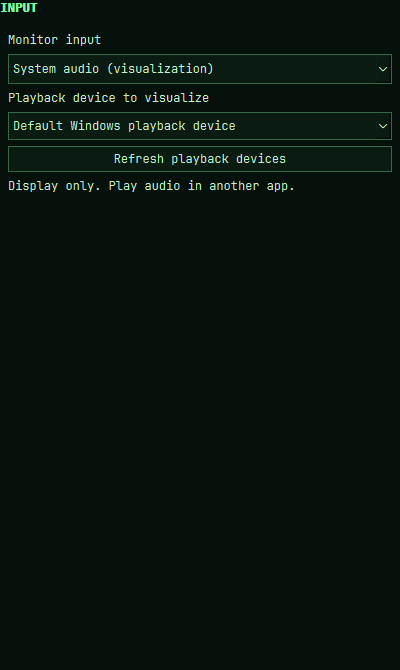 INPUT
Monitor input
System audio (visualization)
Playback device to visualize
Default Windows playback device
Refresh playback devices
Display only. Play audio in another app.